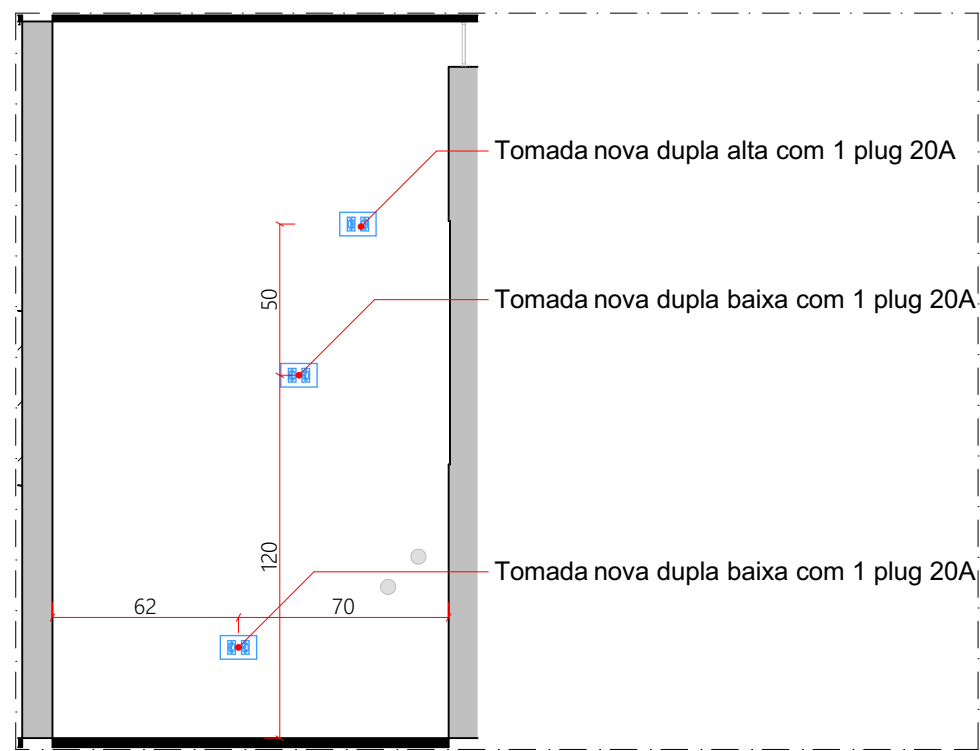 Tomada nova dupla alta com 1 plug 20A
50
Tomada nova dupla baixa com 1 plug 20A
120
Tomada nova dupla baixa com 1 plug 20A
62
70